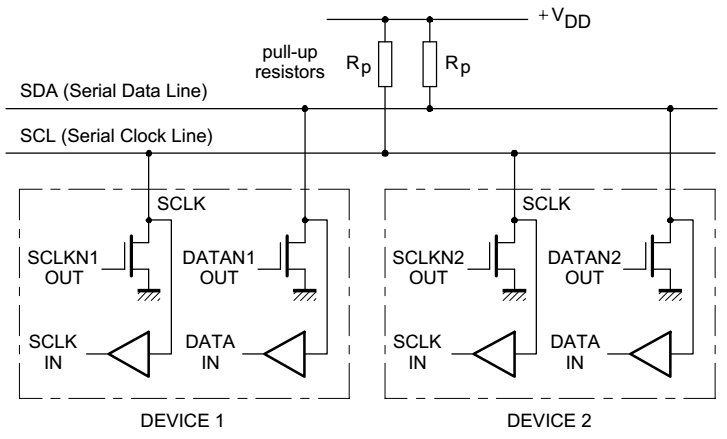 +VDD
pull-up
resistors
Rp
Rp
SDA (Serial Data Line)
SCL (Serial Clock Line)
SCLK
SCLK
SCLKN1
OUT
DATAN1
OUT
SCLKN2
OUT
DATAN2
OUT
SCLK
IN
DATA
IN
SCLK
IN
DATA
IN
DEVICE 1
DEVICE 2